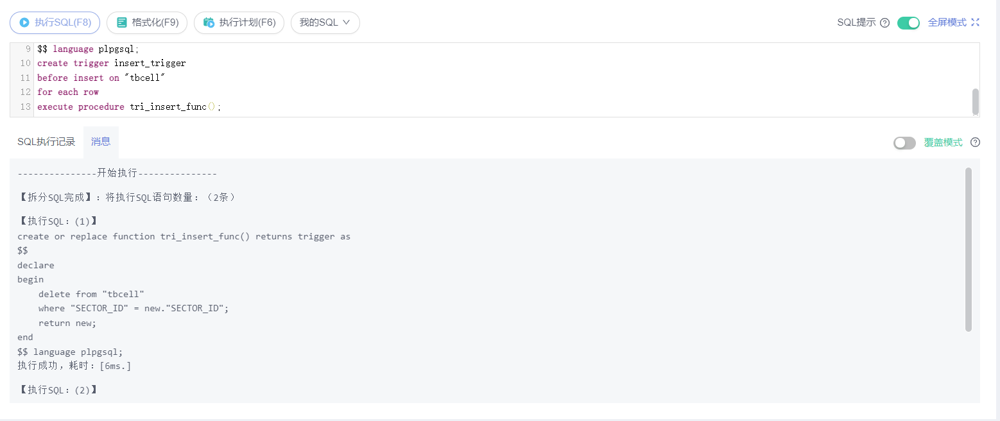 执行SQL(F8) 格式化(F9) 执行计划(F6) 我的SQL SQL提示 全屏模式
9 $$ language plpgsql;
10 create trigger insert_trigger
11 before insert on "tbcell"
12 for each row
13 execute procedure tri_insert_func();
SQL执行记录 消息 覆盖模式
---------------开始执行---------------
【拆分SQL完成】：将执行SQL语句数量：（2条）
【执行SQL：(1)】
create or replace function tri_insert_func() returns trigger as
$$
declare
begin
    delete from "tbcell"
    where "SECTOR_ID" = new."SECTOR_ID";
    return new;
end
$$ language plpgsql;
执行成功，耗时：[6ms.]
【执行SQL：(2)】